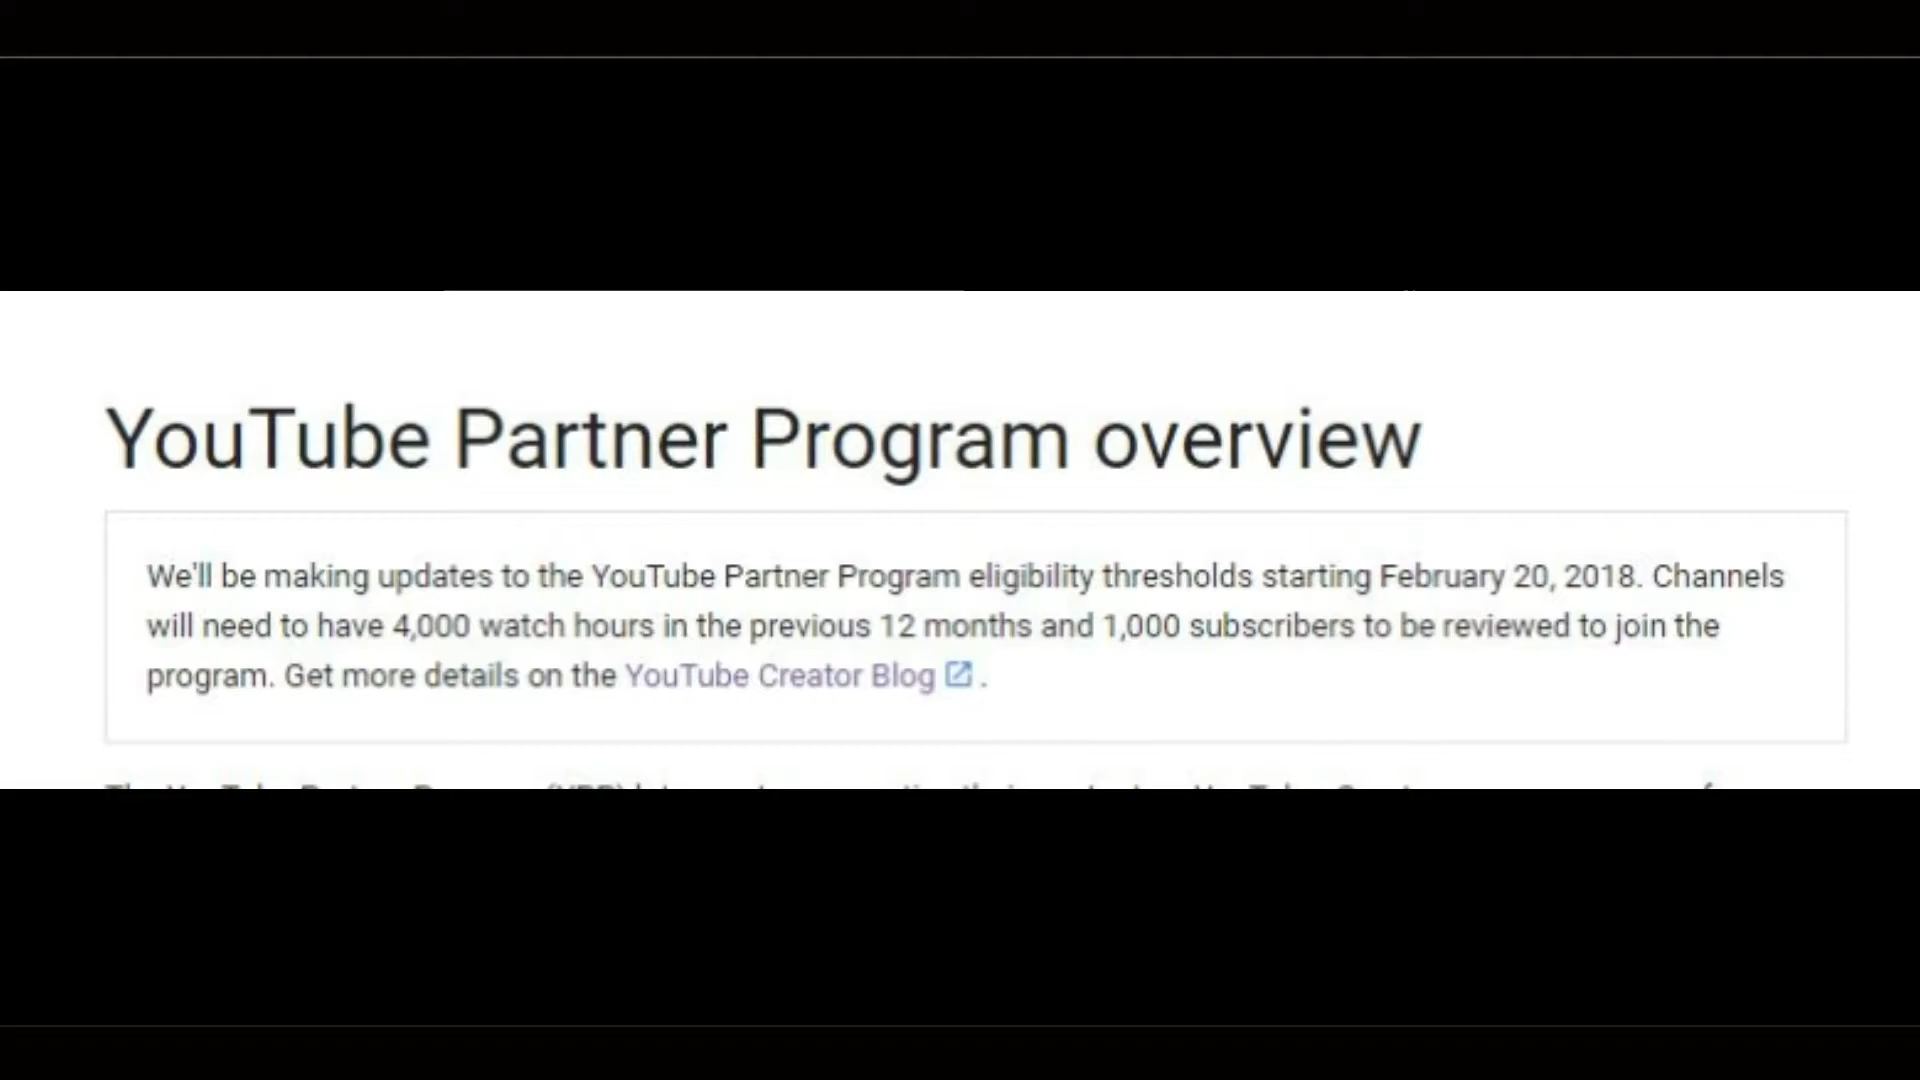 YouTube Partner Program overview
We'll be making updates to the YouTube Partner Program eligibility thresholds starting February 20, 2018. Channels
will need to have 4,000 watch hours in the previous 12 months and 1,000 subscribers to be reviewed to join the
program. Get more details on the YouTube Creator Blog .